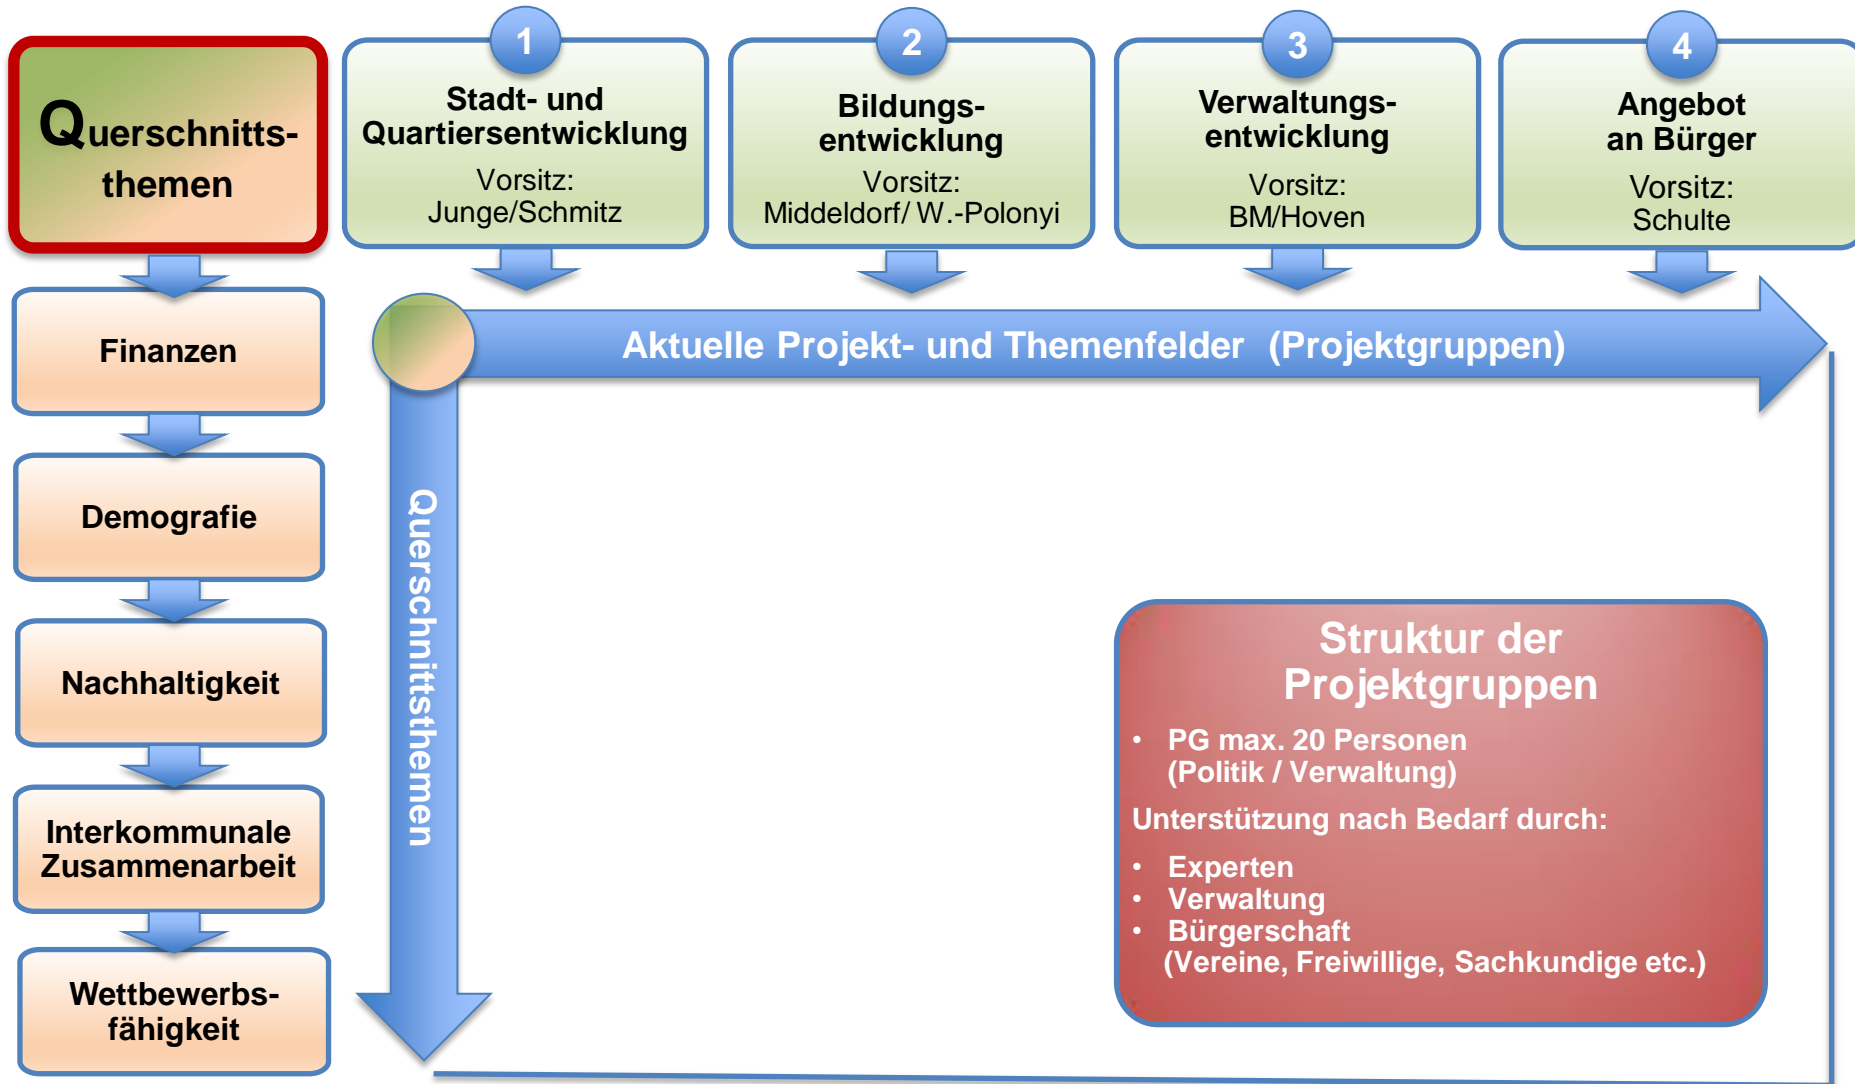 Querschnitts-
themen
1
Stadt- und
Quartiersentwicklung
Vorsitz:
Junge/Schmitz
2
Bildungs-
entwicklung
Vorsitz:
Middeldorf/ W.-Polonyi
3
Verwaltungs-
entwicklung
Vorsitz:
BM/Hoven
4
Angebot
an Bürger
Vorsitz:
Schulte
Finanzen
Demografie
Nachhaltigkeit
Interkommunale
Zusammenarbeit
Wettbewerbs-
fähigkeit
Aktuelle Projekt- und Themenfelder (Projektgruppen)
Querschnittsthemen
Struktur der
Projektgruppen
• PG max. 20 Personen
(Politik / Verwaltung)
Unterstützung nach Bedarf durch:
• Experten
• Verwaltung
• Bürgerschaft
(Vereine, Freiwillige, Sachkundige etc.)